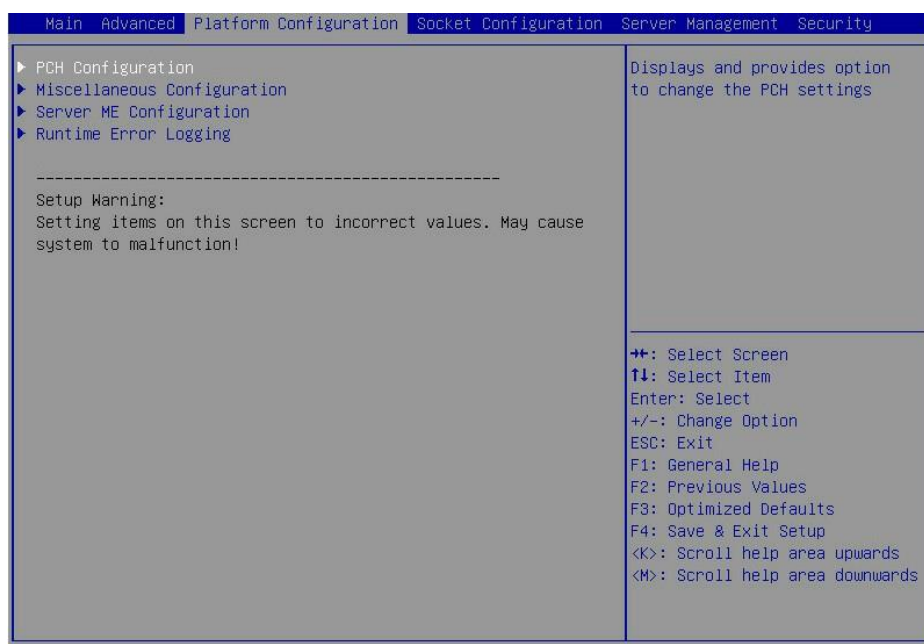 Main Advanced Platform Configuration Socket Configuration Server Management Security
PCH Configuration
Miscellaneous Configuration
Server ME Configuration
Runtime Error Logging
------------------------------------------------
Setup Warning:
Setting items on this screen to incorrect values. May cause
system to malfunction!
Displays and provides option
to change the PCH settings
→←: Select Screen
↑↓: Select Item
Enter: Select
+/-: Change Option
ESC: Exit
F1: General Help
F2: Previous Values
F3: Optimized Defaults
F4: Save & Exit Setup
<K>: Scroll help area upwards
<M>: Scroll help area downwards